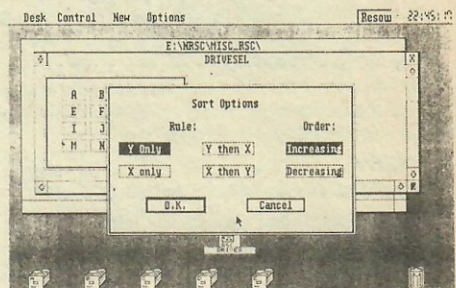 Desk Control New Options
Resow 22:45:
E:\NRSC\MISC_RSC\
DRIVESEL
A B
E F
I J
M N
Sort Options
Rule: Order:
Y Only Y then X Increasing
X only X then Y Decreasing
O.K. Cancel